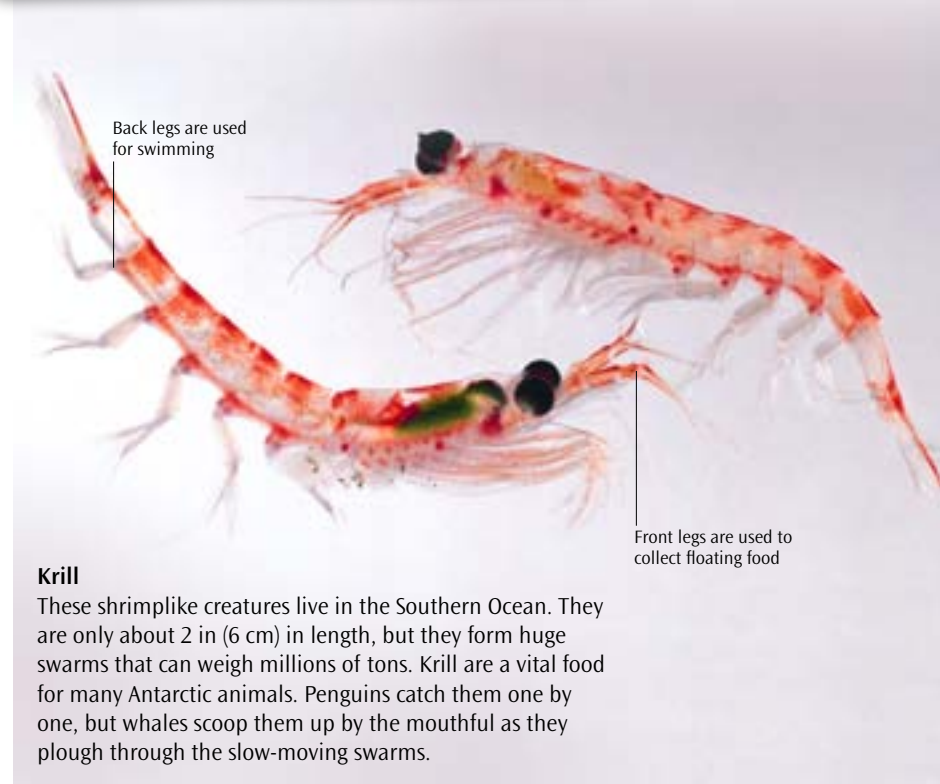 Back legs are used
for swimming
Front legs are used to
collect floating food
Krill
These shrimplike creatures live in the Southern Ocean. They
are only about 2 in (6 cm) in length, but they form huge
swarms that can weigh millions of tons. Krill are a vital food
for many Antarctic animals. Penguins catch them one by
one, but whales scoop them up by the mouthful as they
plough through the slow-moving swarms.